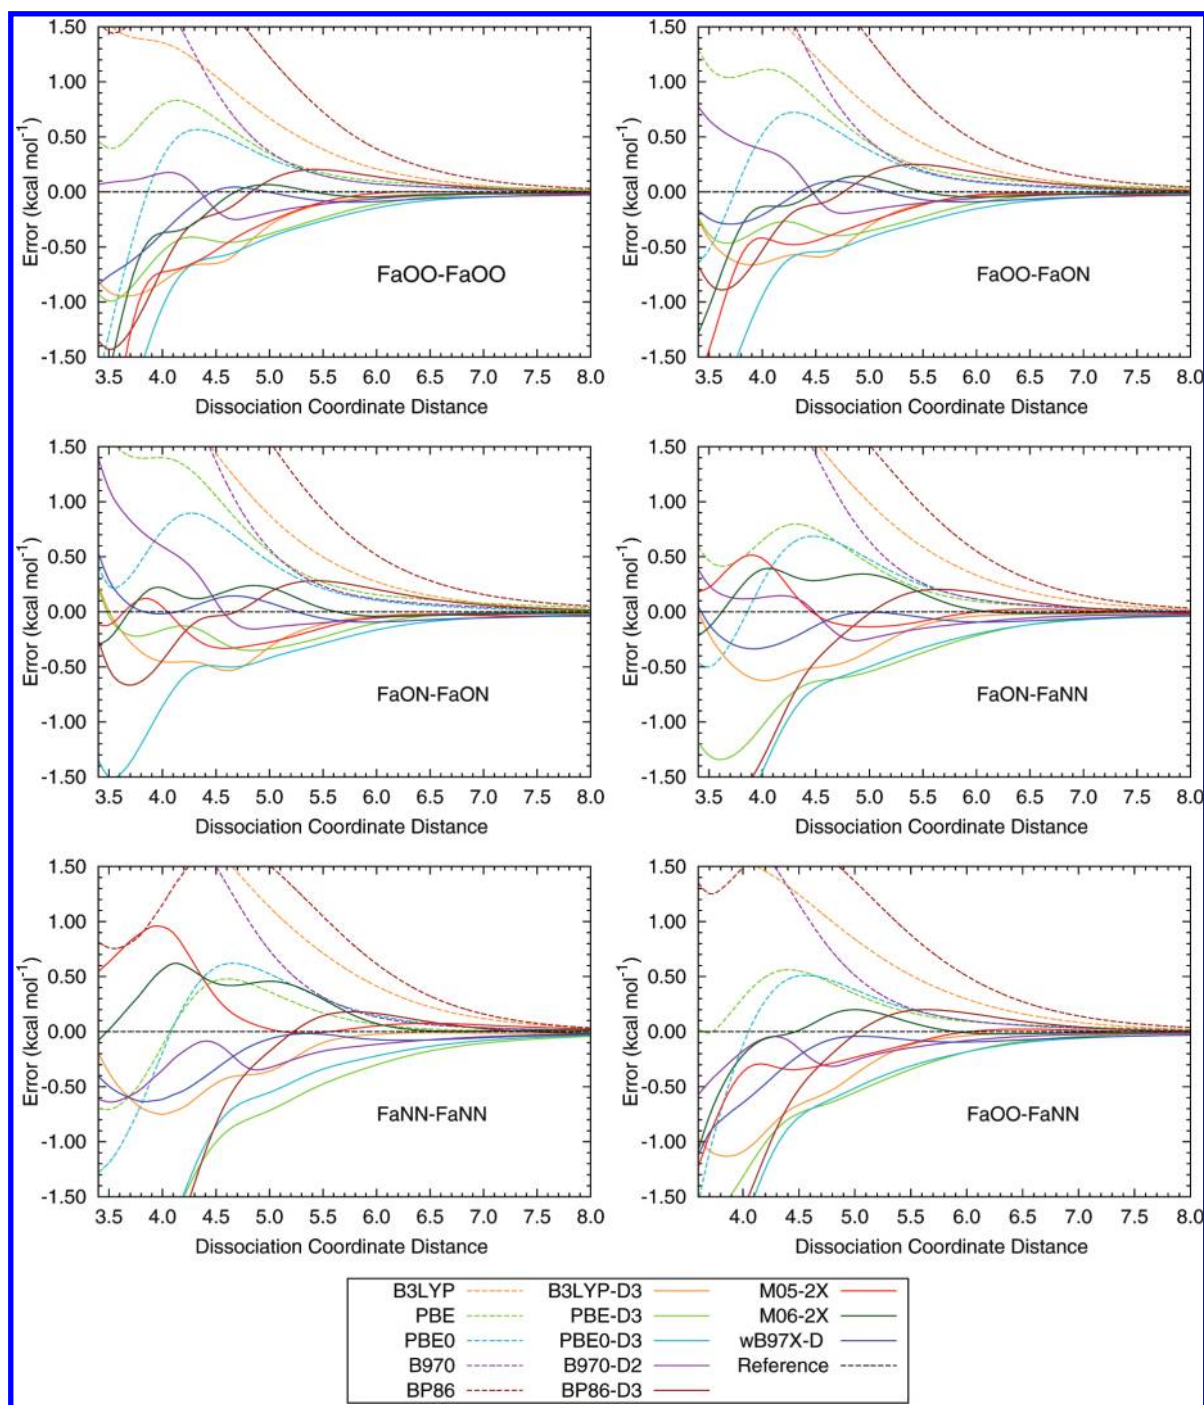 1.50 1.50
1.00 1.00
0.50 0.50
0.00 0.00
-0.50 -0.50
-1.00 -1.00
-1.50 -1.50
Error (kcal mol⁻¹) Error (kcal mol⁻¹)
FaOO-FaOO FaOO-FaON
3.5 4.0 4.5 5.0 5.5 6.0 6.5 7.0 7.5 8.0 3.5 4.0 4.5 5.0 5.5 6.0 6.5 7.0 7.5 8.0
Dissociation Coordinate Distance Dissociation Coordinate Distance
1.50 1.50
1.00 1.00
0.50 0.50
0.00 0.00
-0.50 -0.50
-1.00 -1.00
-1.50 -1.50
Error (kcal mol⁻¹) Error (kcal mol⁻¹)
FaON-FaON FaON-FaNN
3.5 4.0 4.5 5.0 5.5 6.0 6.5 7.0 7.5 8.0 3.5 4.0 4.5 5.0 5.5 6.0 6.5 7.0 7.5 8.0
Dissociation Coordinate Distance Dissociation Coordinate Distance
1.50 1.50
1.00 1.00
0.50 0.50
0.00 0.00
-0.50 -0.50
-1.00 -1.00
-1.50 -1.50
Error (kcal mol⁻¹) Error (kcal mol⁻¹)
FaNN-FaNN FaOO-FaNN
3.5 4.0 4.5 5.0 5.5 6.0 6.5 7.0 7.5 8.0 4.0 4.5 5.0 5.5 6.0 6.5 7.0 7.5 8.0
Dissociation Coordinate Distance Dissociation Coordinate Distance
B3LYP B3LYP-D3 M05-2X
PBE PBE-D3 M06-2X
PBE0 PBE0-D3 wB97X-D
B970 B970-D2 Reference
BP86 BP86-D3